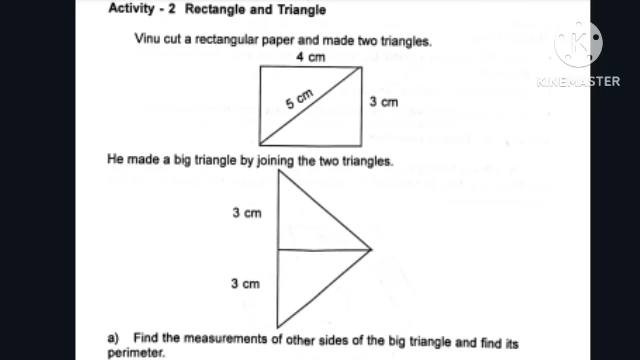 Activity - 2 Rectangle and Triangle
Vinu cut a rectangular paper and made two triangles.
4 cm
5 cm
3 cm
KINEMASTER
He made a big triangle by joining the two triangles.
3 cm
3 cm
a) Find the measurements of other sides of the big triangle and find its
perimeter.